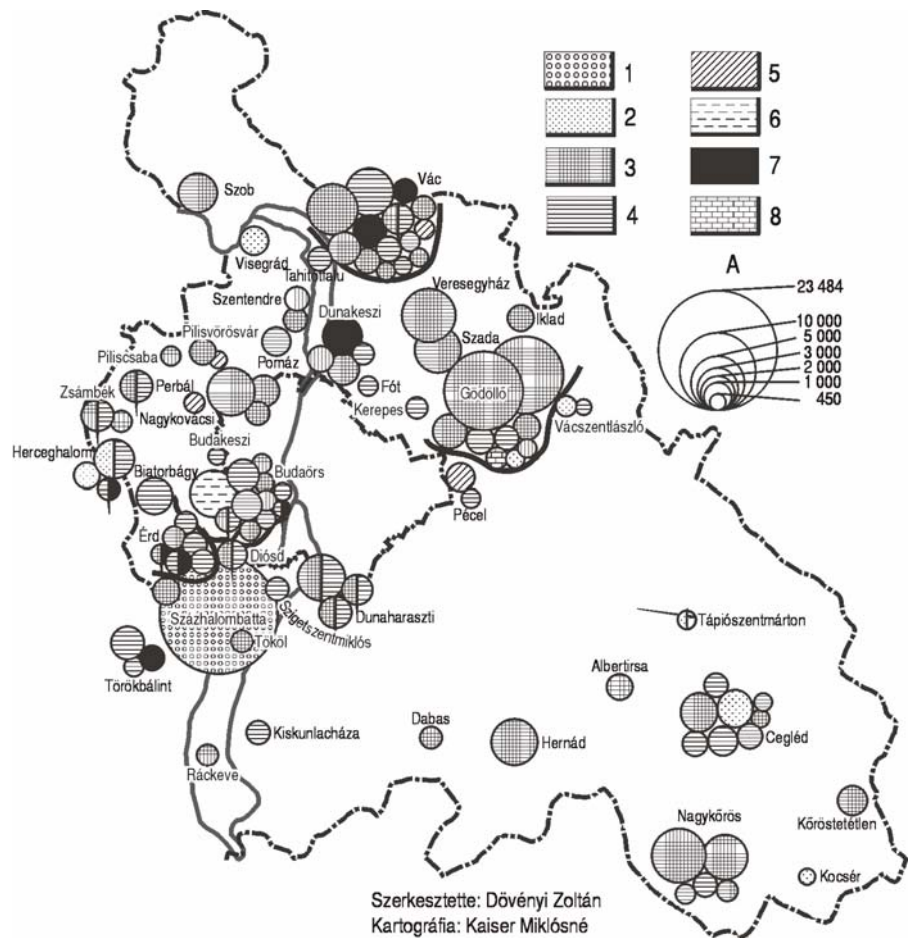 1
5
2
6
3
7
4
8
A
23 484
10 000
5 000
3 000
2 000
1 000
450
Vác
Szob
Visegrád
Tahitótfalu
Veresegyház
Szentendre
Dunakeszi
Iklad
Pilisvörösvár
Szada
Piliscsaba
Pomáz
Zsámbék
Perbál
Fót
Gödöllő
Nagykovácsi
Kerepes
Vácszentlászló
Budakeszi
Herceghalom
Biatorbágy
Budaörs
Pécel
Érd
Diósd
Százhalombatta
Szigetszentmiklós
Dunaharaszti
Tápiószentmárton
Tököl
Törökbálint
Albertirsa
Kiskunlacháza
Dabas
Hernád
Cegléd
Ráckeve
Nagykőrös
Kőröstetétlen
Kocsér
Szerkesztette: Dövényi Zoltán
Kartográfia: Kaiser Miklósné